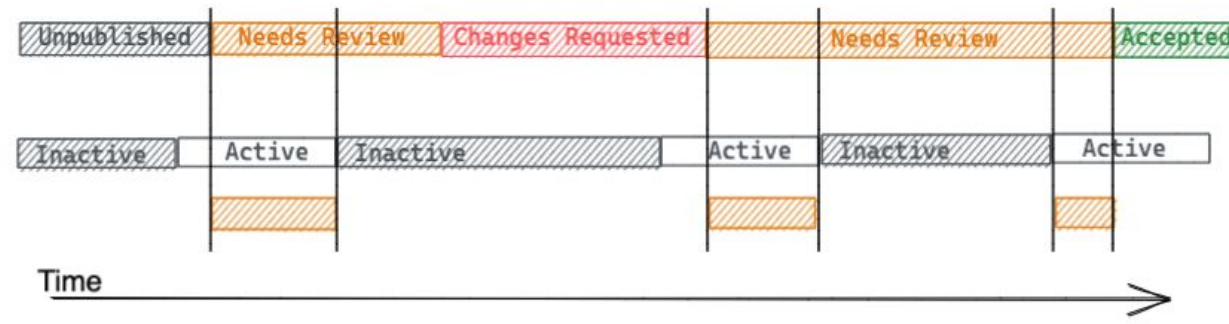 Unpublished Needs Review Changes Requested Needs Review Accepted
Inactive Active Inactive Active Inactive Active
Time